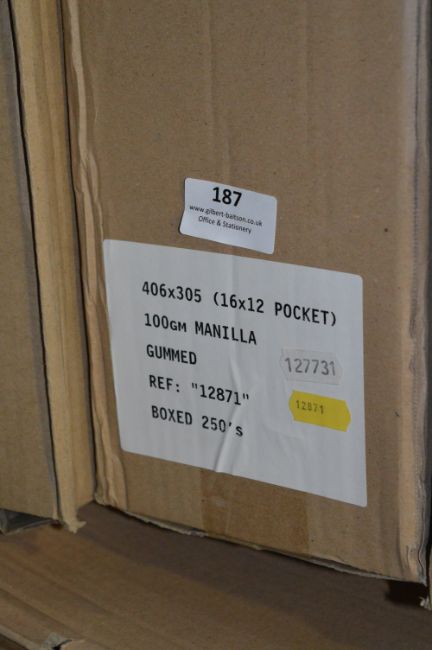 187
www.gilbert-baitson.co.uk
Office & Stationery
406x305 (16x12 POCKET)
100GM MANILLA
GUMMED
REF: "12871"
BOXED 250's
127731
12871